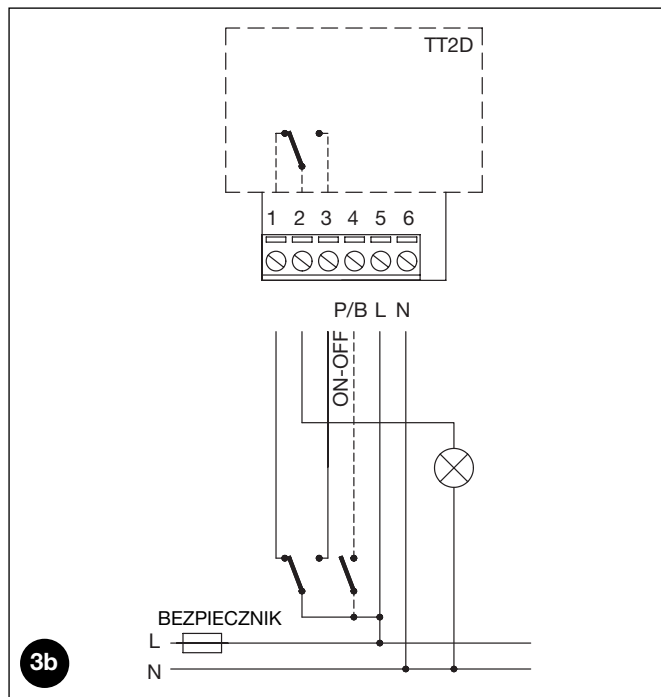 TT2D
1 2 3 4 5 6
P/B L N
ON-OFF
BEZPIECZNIK
L
N
3b